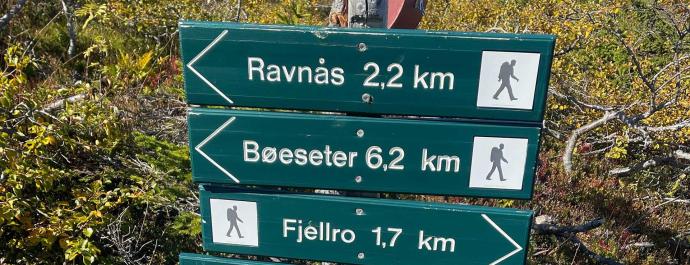 Ravnås 2,2 km
Bøeseter 6,2 km
Fjellro 1,7 km